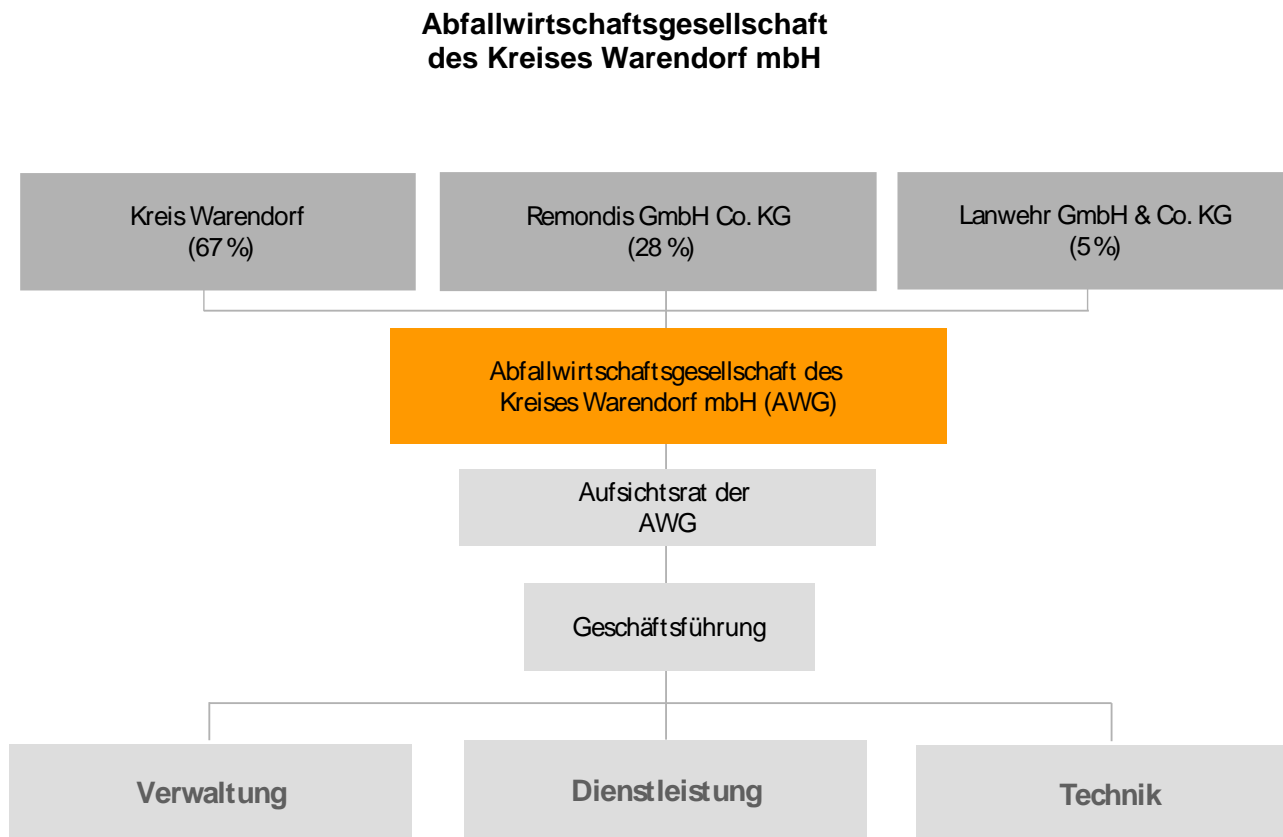 Abfallwirtschaftsgesellschaft
des Kreises Warendorf mbH
Kreis Warendorf
(67 %)
Remondis GmbH Co. KG
(28 %)
Lanwehr GmbH & Co. KG
(5 %)
Abfallwirtschaftsgesellschaft des
Kreises Warendorf mbH (AWG)
Aufsichtsrat der
AWG
Geschäftsführung
Verwaltung
Dienstleistung
Technik